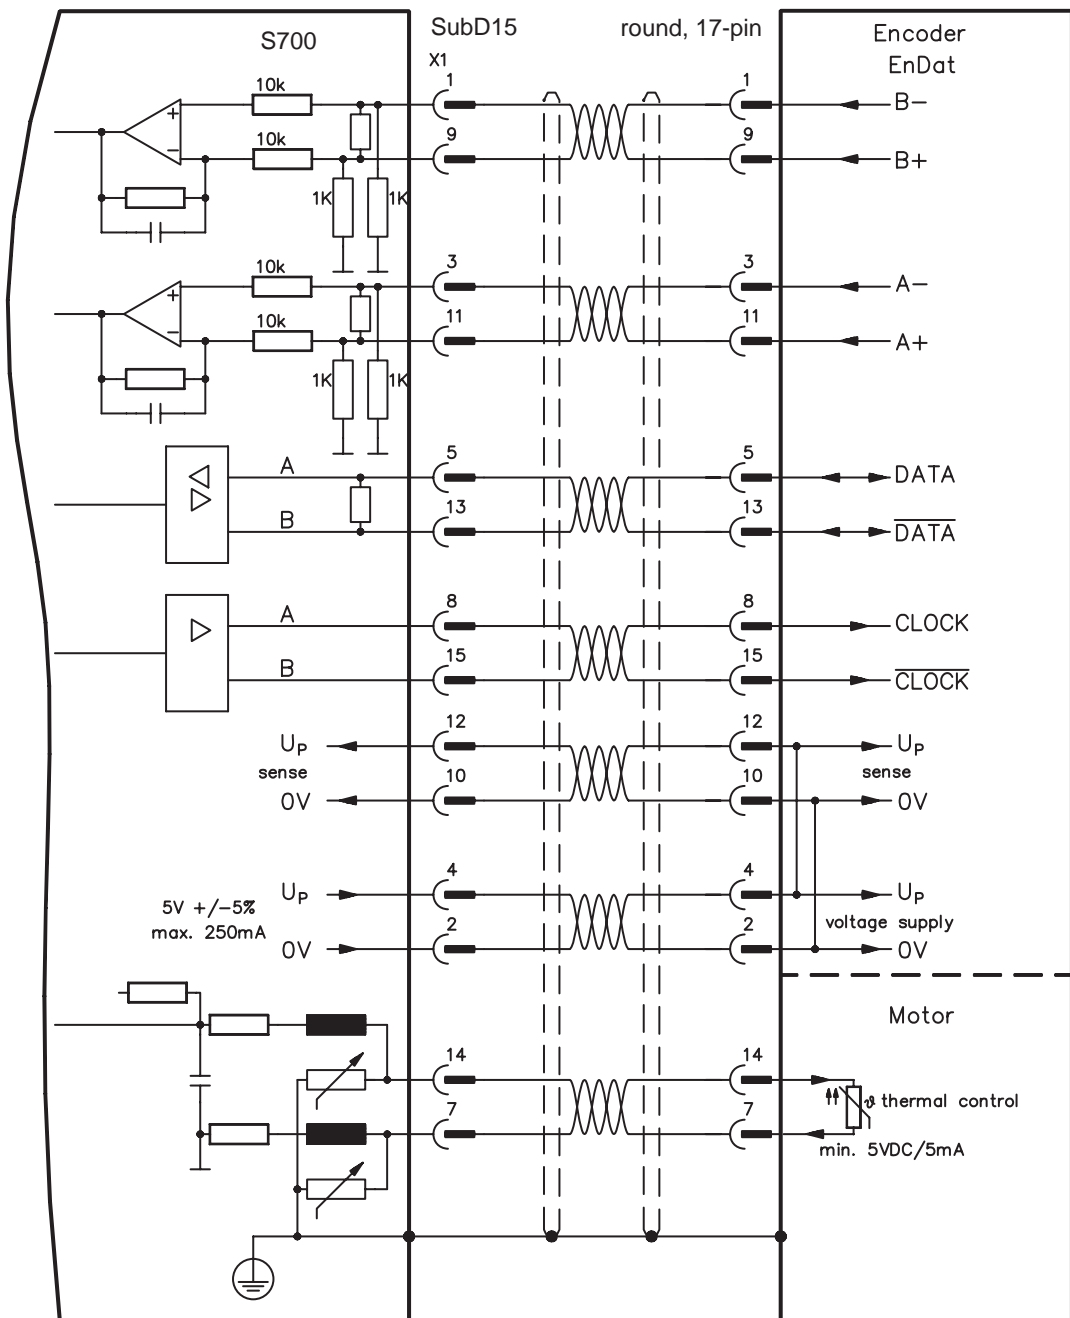 S700 SubD15 round, 17-pin Encoder
EnDat
X1
10k 1 1 B-
+
10k 9 9 B+
-
1K 1K
10k 3 3 A-
+
10k 11 11 A+
-
1K 1K
A 5 5 DATA
B 13 13 DATA
A 8 8 CLOCK
B 15 15 CLOCK
UP 12 12 UP
sense sense
0V 10 10 0V
5V +/-5% UP 4 4 UP
max. 250mA voltage supply
0V 2 2 0V
Motor
14 14
ϑ thermal control
7 7
min. 5VDC/5mA